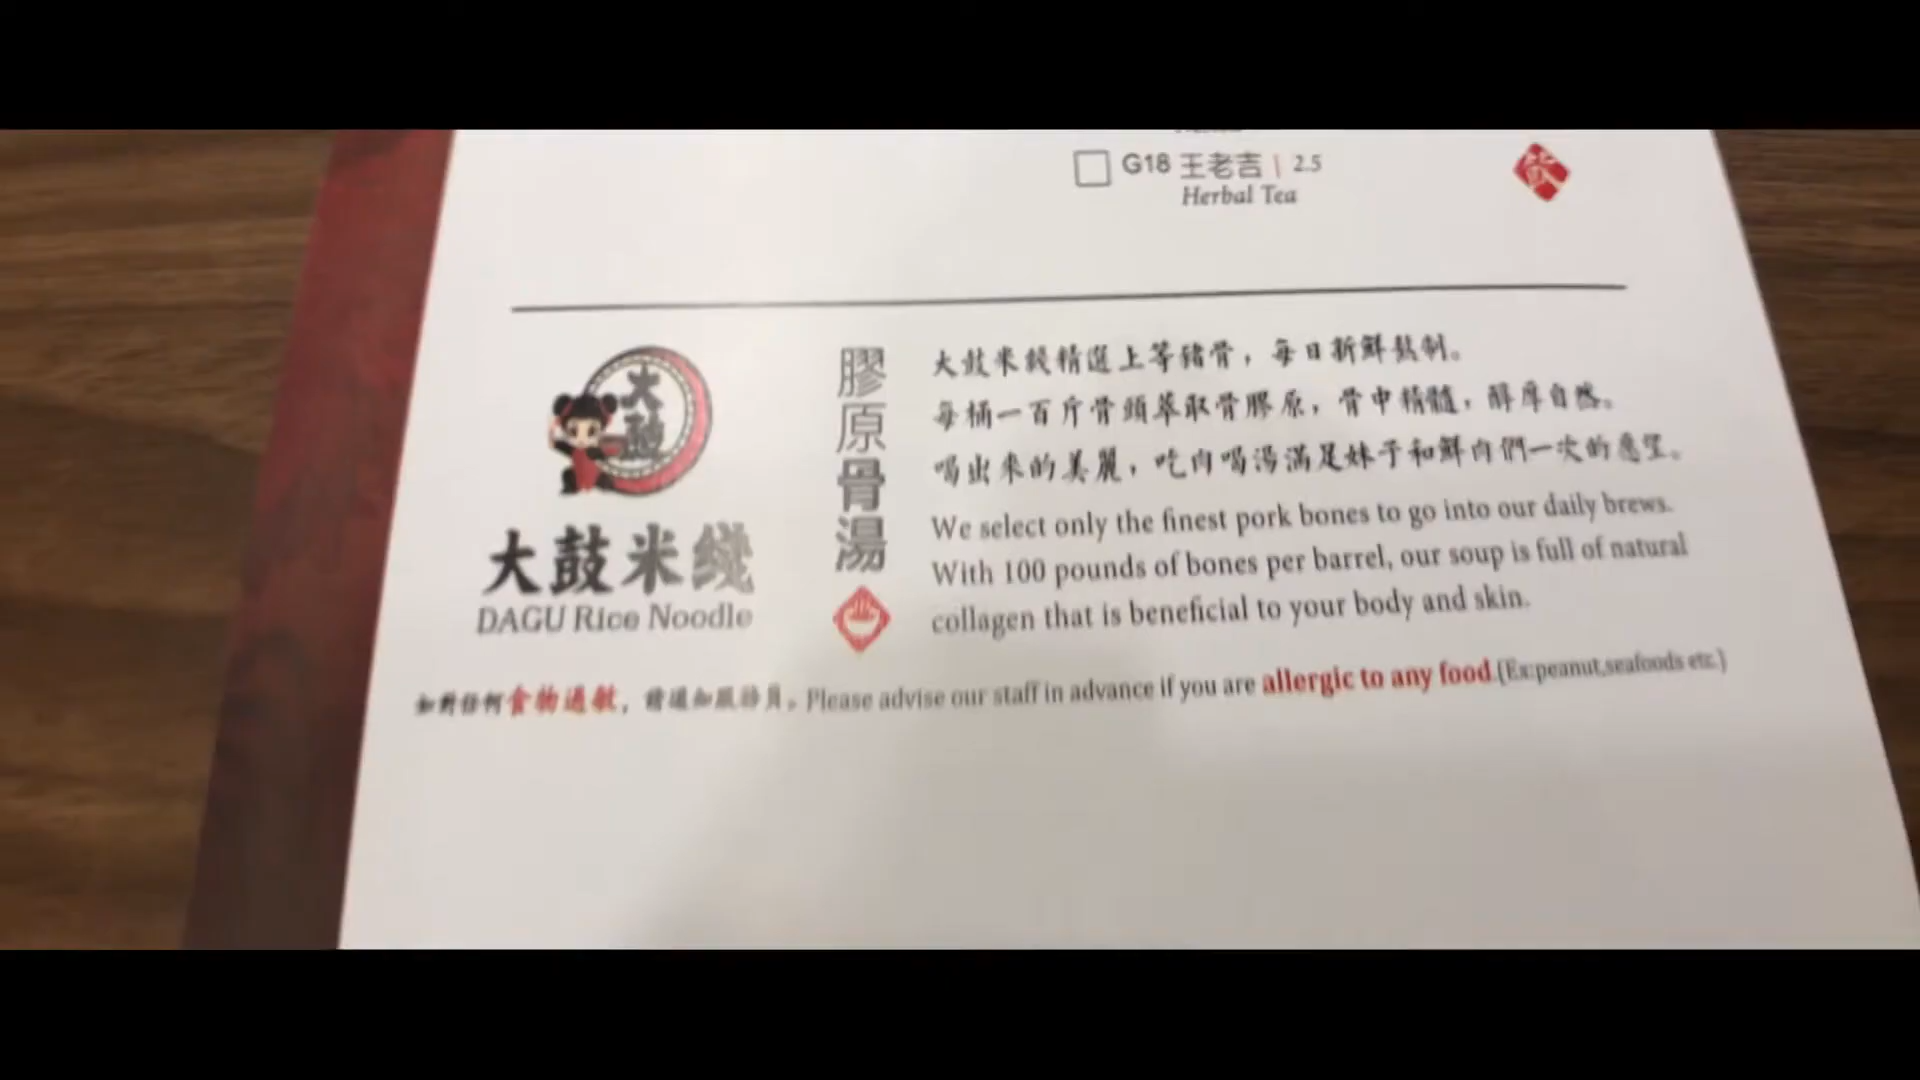 G18 王老吉 | 2.5
Herbal Tea
大鼓
大鼓米綫
DAGU Rice Noodle
膠原骨湯
大鼓米綫精選上等豬骨，每日新鮮熬制。
每桶一百斤骨頭萃取骨膠原，骨中精髓，醇厚自然。
喝出來的美麗，吃肉喝湯滿足妹子和鮮肉們一次的慾望。
We select only the finest pork bones to go into our daily brews.
With 100 pounds of bones per barrel, our soup is full of natural
collagen that is beneficial to your body and skin.
如對任何食物過敏，請通知服務員。Please advise our staff in advance if you are allergic to any food.(Ex:peanut,seafoods etc.)